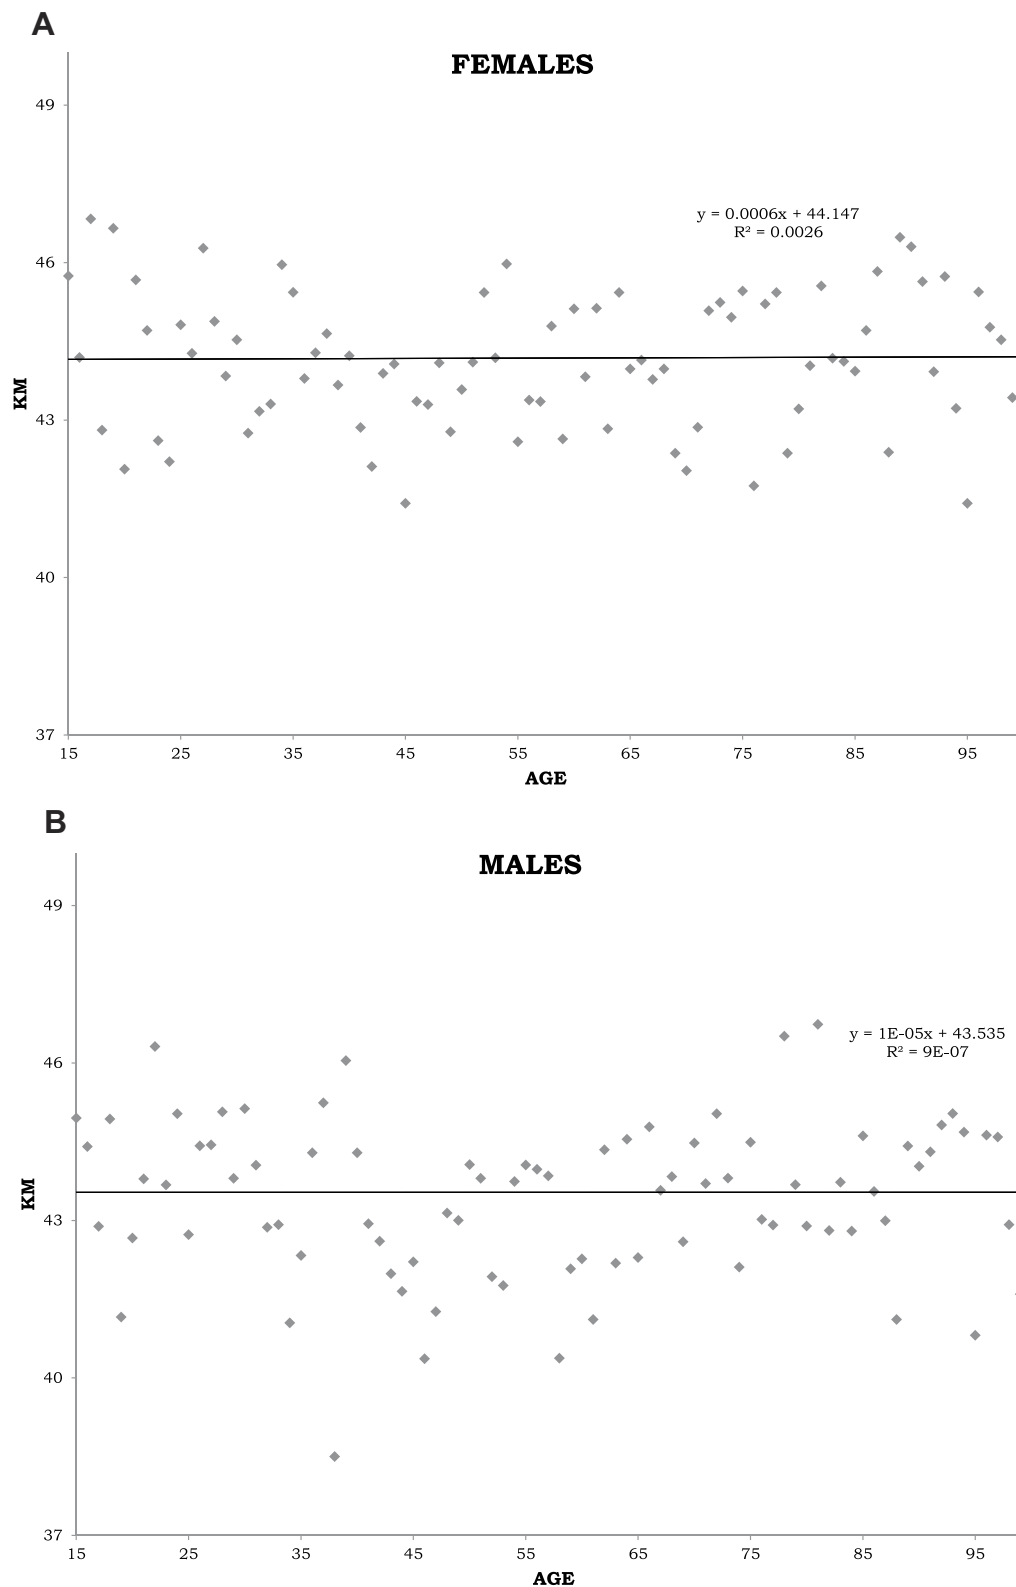 A
FEMALES
49
y = 0.0006x + 44.147
R² = 0.0026
46
KM
43
40
37
15 25 35 45 55 65 75 85 95
AGE
B
MALES
49
y = 1E-05x + 43.535
R² = 9E-07
46
KM
43
40
37
15 25 35 45 55 65 75 85 95
AGE